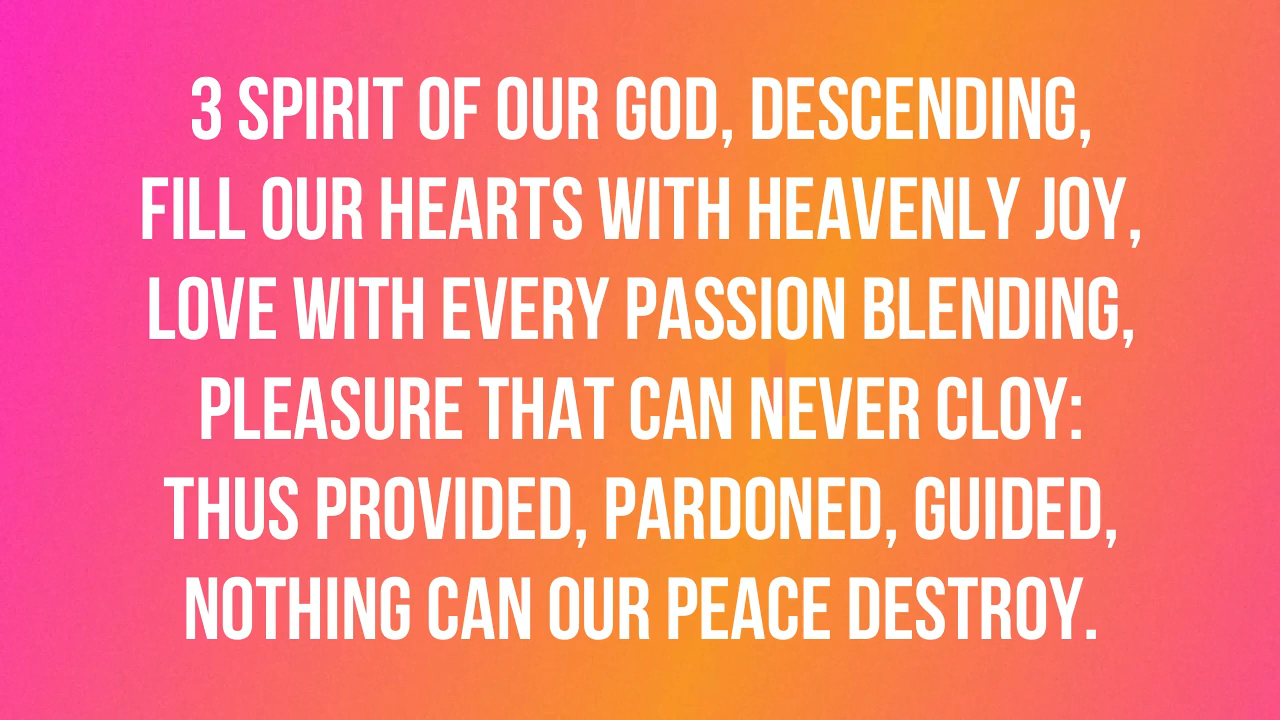 3 SPIRIT OF OUR GOD, DESCENDING,
FILL OUR HEARTS WITH HEAVENLY JOY,
LOVE WITH EVERY PASSION BLENDING,
PLEASURE THAT CAN NEVER CLOY:
THUS PROVIDED, PARDONED, GUIDED,
NOTHING CAN OUR PEACE DESTROY.